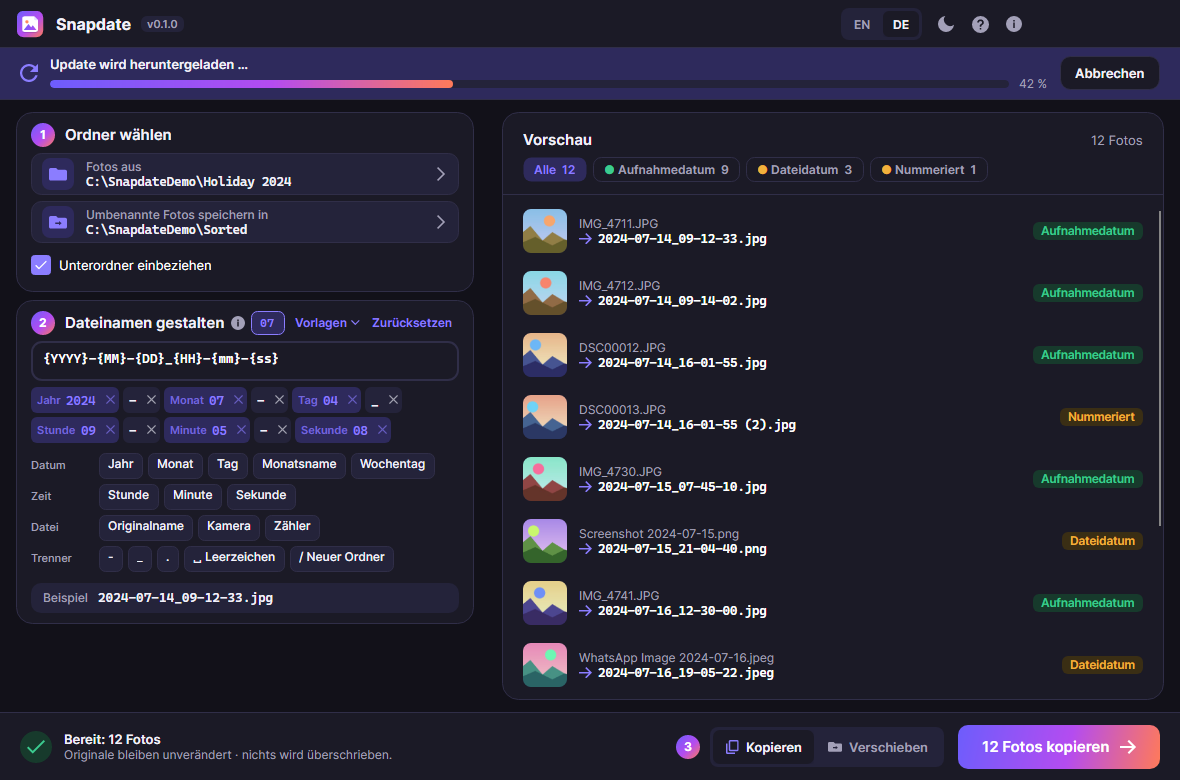 Snapdate v0.1.0 EN DE
Update wird heruntergeladen ...
42 %
Abbrechen
1 Ordner wählen
Fotos aus
C:\SnapdateDemo\Holiday 2024
Umbenannte Fotos speichern in
C:\SnapdateDemo\Sorted
Unterordner einbeziehen
2 Dateinamen gestalten 07 Vorlagen Zurücksetzen
{YYYY}-{MM}-{DD}_{HH}-{mm}-{ss}
Jahr 2024 × - × Monat 07 × - × Tag 04 × _ ×
Stunde 09 × - × Minute 05 × - × Sekunde 08 ×
Datum Jahr Monat Tag Monatsname Wochentag
Zeit Stunde Minute Sekunde
Datei Originalname Kamera Zähler
Trenner - _ . ␣ Leerzeichen / Neuer Ordner
Beispiel 2024-07-14_09-12-33.jpg
Vorschau 12 Fotos
Alle 12 Aufnahmedatum 9 Dateidatum 3 Nummeriert 1
IMG_4711.JPG
→ 2024-07-14_09-12-33.jpg
Aufnahmedatum
IMG_4712.JPG
→ 2024-07-14_09-14-02.jpg
Aufnahmedatum
DSC00012.JPG
→ 2024-07-14_16-01-55.jpg
Aufnahmedatum
DSC00013.JPG
→ 2024-07-14_16-01-55 (2).jpg
Nummeriert
IMG_4730.JPG
→ 2024-07-15_07-45-10.jpg
Aufnahmedatum
Screenshot 2024-07-15.png
→ 2024-07-15_21-04-40.png
Dateidatum
IMG_4741.JPG
→ 2024-07-16_12-30-00.jpg
Aufnahmedatum
WhatsApp Image 2024-07-16.jpeg
→ 2024-07-16_19-05-22.jpeg
Dateidatum
Bereit: 12 Fotos
Originale bleiben unverändert · nichts wird überschrieben.
3 Kopieren Verschieben
12 Fotos kopieren →